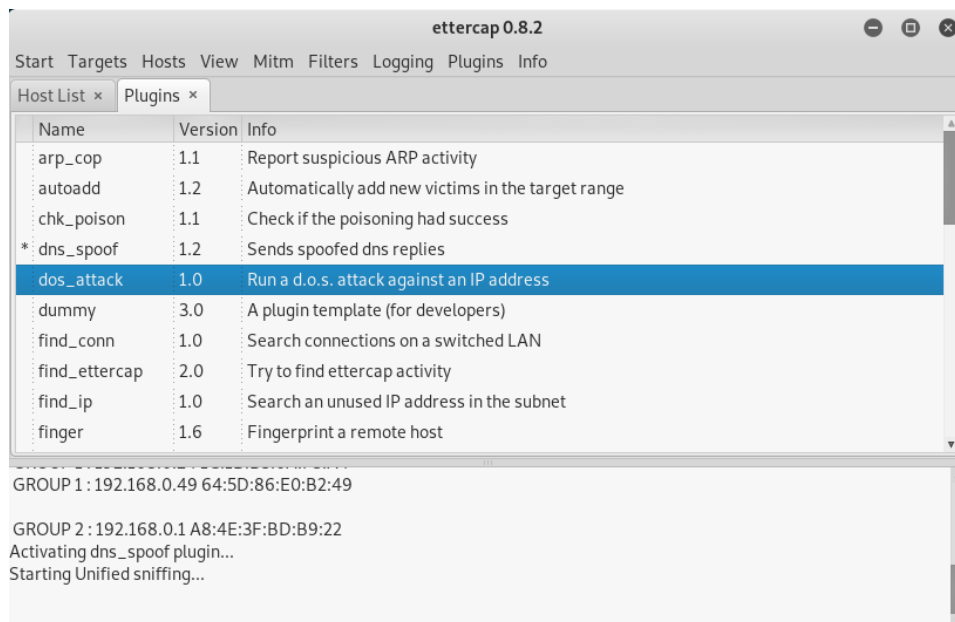 ettercap 0.8.2
Start Targets Hosts View Mitm Filters Logging Plugins Info
Host List × Plugins ×
Name Version Info
arp_cop 1.1 Report suspicious ARP activity
autoadd 1.2 Automatically add new victims in the target range
chk_poison 1.1 Check if the poisoning had success
* dns_spoof 1.2 Sends spoofed dns replies
dos_attack 1.0 Run a d.o.s. attack against an IP address
dummy 3.0 A plugin template (for developers)
find_conn 1.0 Search connections on a switched LAN
find_ettercap 2.0 Try to find ettercap activity
find_ip 1.0 Search an unused IP address in the subnet
finger 1.6 Fingerprint a remote host
GROUP 1 : 192.168.0.49 64:5D:86:E0:B2:49
GROUP 2 : 192.168.0.1 A8:4E:3F:BD:B9:22
Activating dns_spoof plugin...
Starting Unified sniffing...